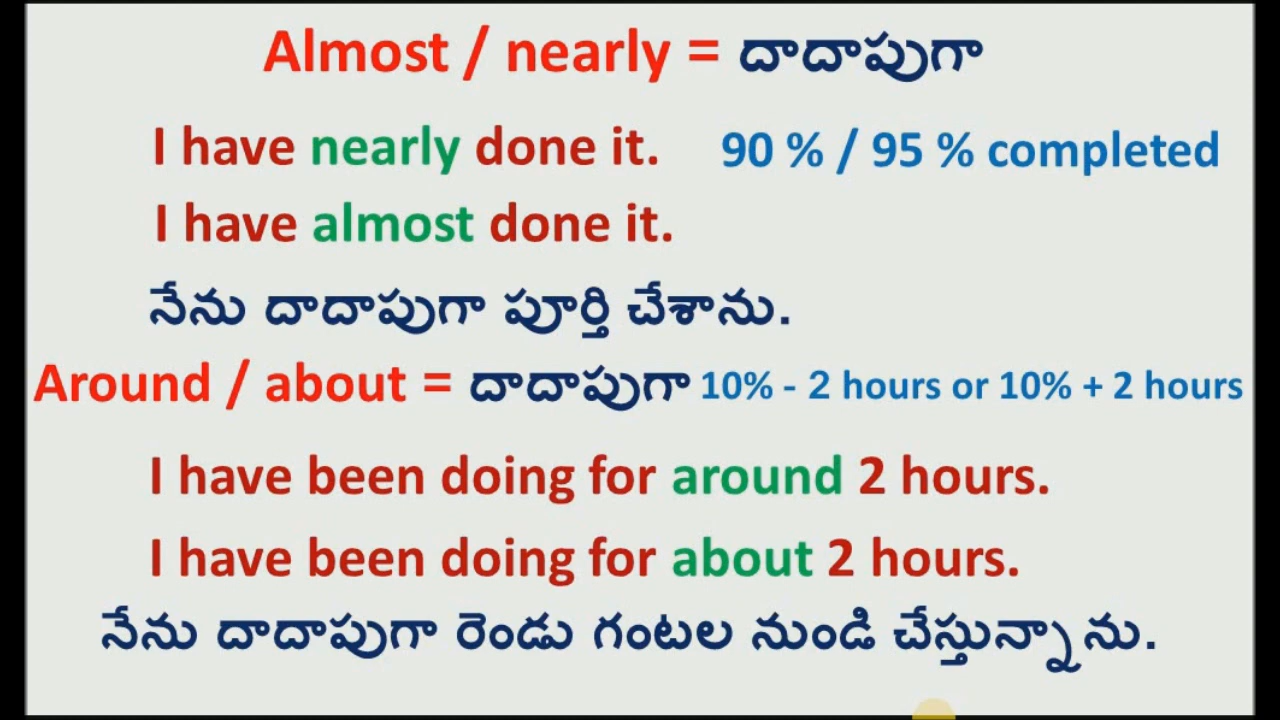 Almost / nearly = దాదాపుగా
I have nearly done it. 90 % / 95 % completed
I have almost done it.
నేను దాదాపుగా పూర్తి చేశాను.
Around / about = దాదాపుగా 10% - 2 hours or 10% + 2 hours
I have been doing for around 2 hours.
I have been doing for about 2 hours.
నేను దాదాపుగా రెండు గంటల నుండి చేస్తున్నాను.